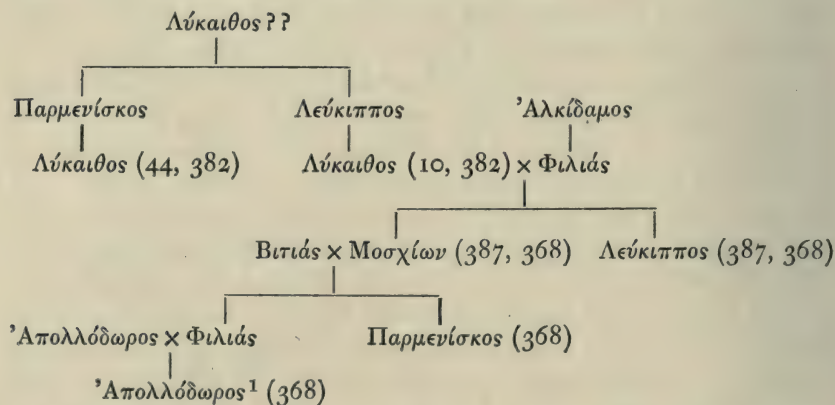 Λύκαιθος ??
Παρμενίσκος Λεύκιππος Ἀλκίδαμος
Λύκαιθος (44, 382) Λύκαιθος (10, 382) × Φιλιάς
Βιτιάς × Μοσχίων (387, 368) Λεύκιππος (387, 368)
Ἀπολλόδωρος × Φιλιάς Παρμενίσκος (368)
Ἀπολλόδωρος¹ (368)